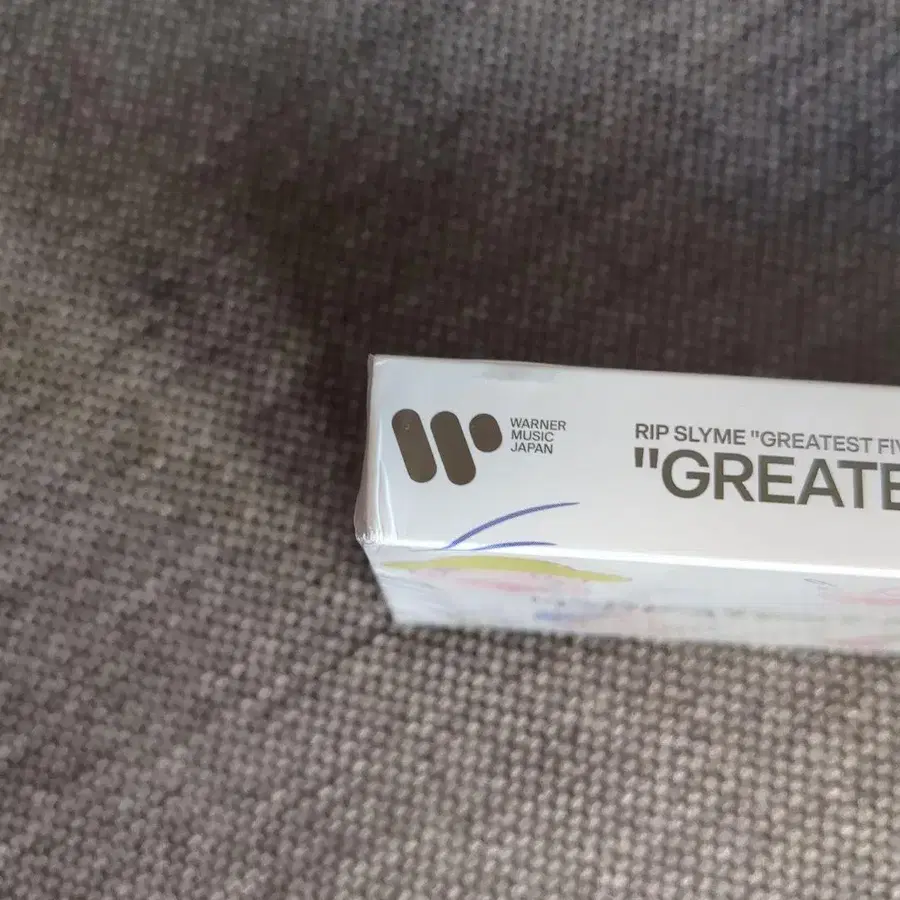 WARNER
MUSIC
JAPAN
RIP SLYME "GREATEST FIV
"GREATE